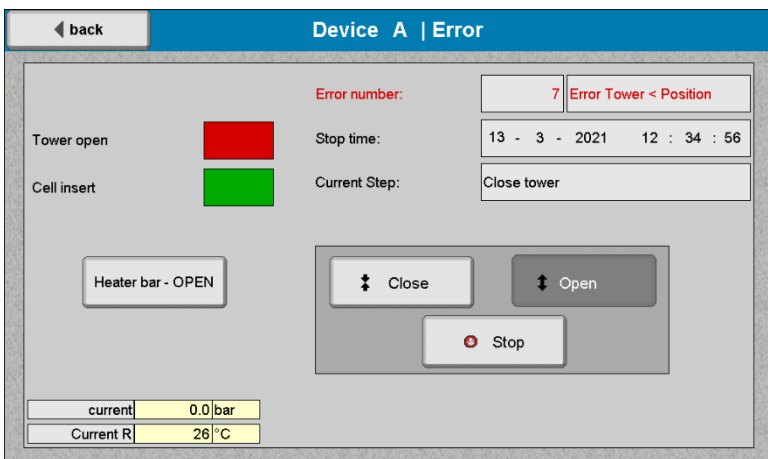 back
Device A | Error
Error number: 7 Error Tower < Position
Tower open
Stop time: 13 - 3 - 2021 12 : 34 : 56
Cell insert
Current Step: Close tower
Heater bar - OPEN
Close
Open
Stop
current 0.0 bar
Current R 26 °C